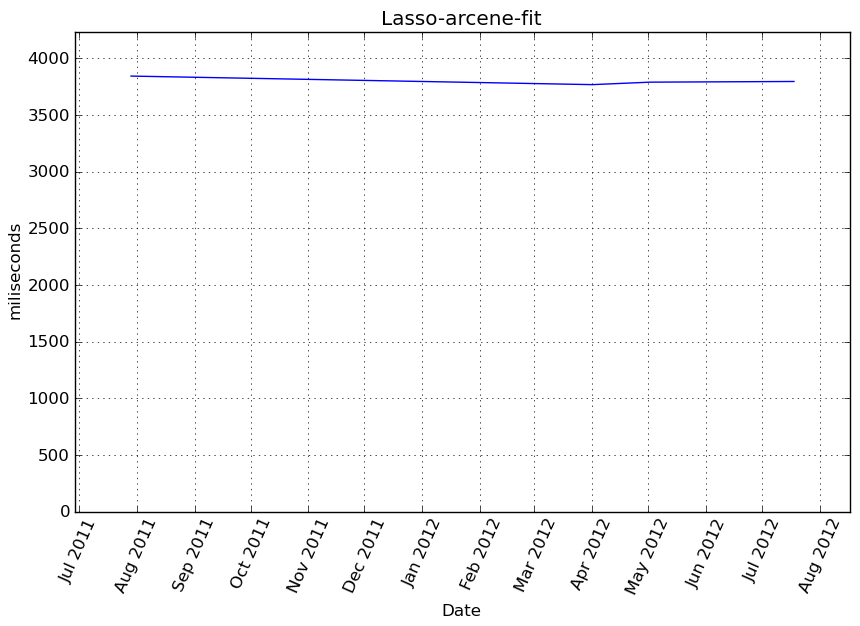 Lasso-arcene-fit
4000
3500
3000
2500
2000
1500
1000
500
0
miliseconds
Jul 2011
Aug 2011
Sep 2011
Oct 2011
Nov 2011
Dec 2011
Jan 2012
Feb 2012
Mar 2012
Apr 2012
May 2012
Jun 2012
Jul 2012
Aug 2012
Date